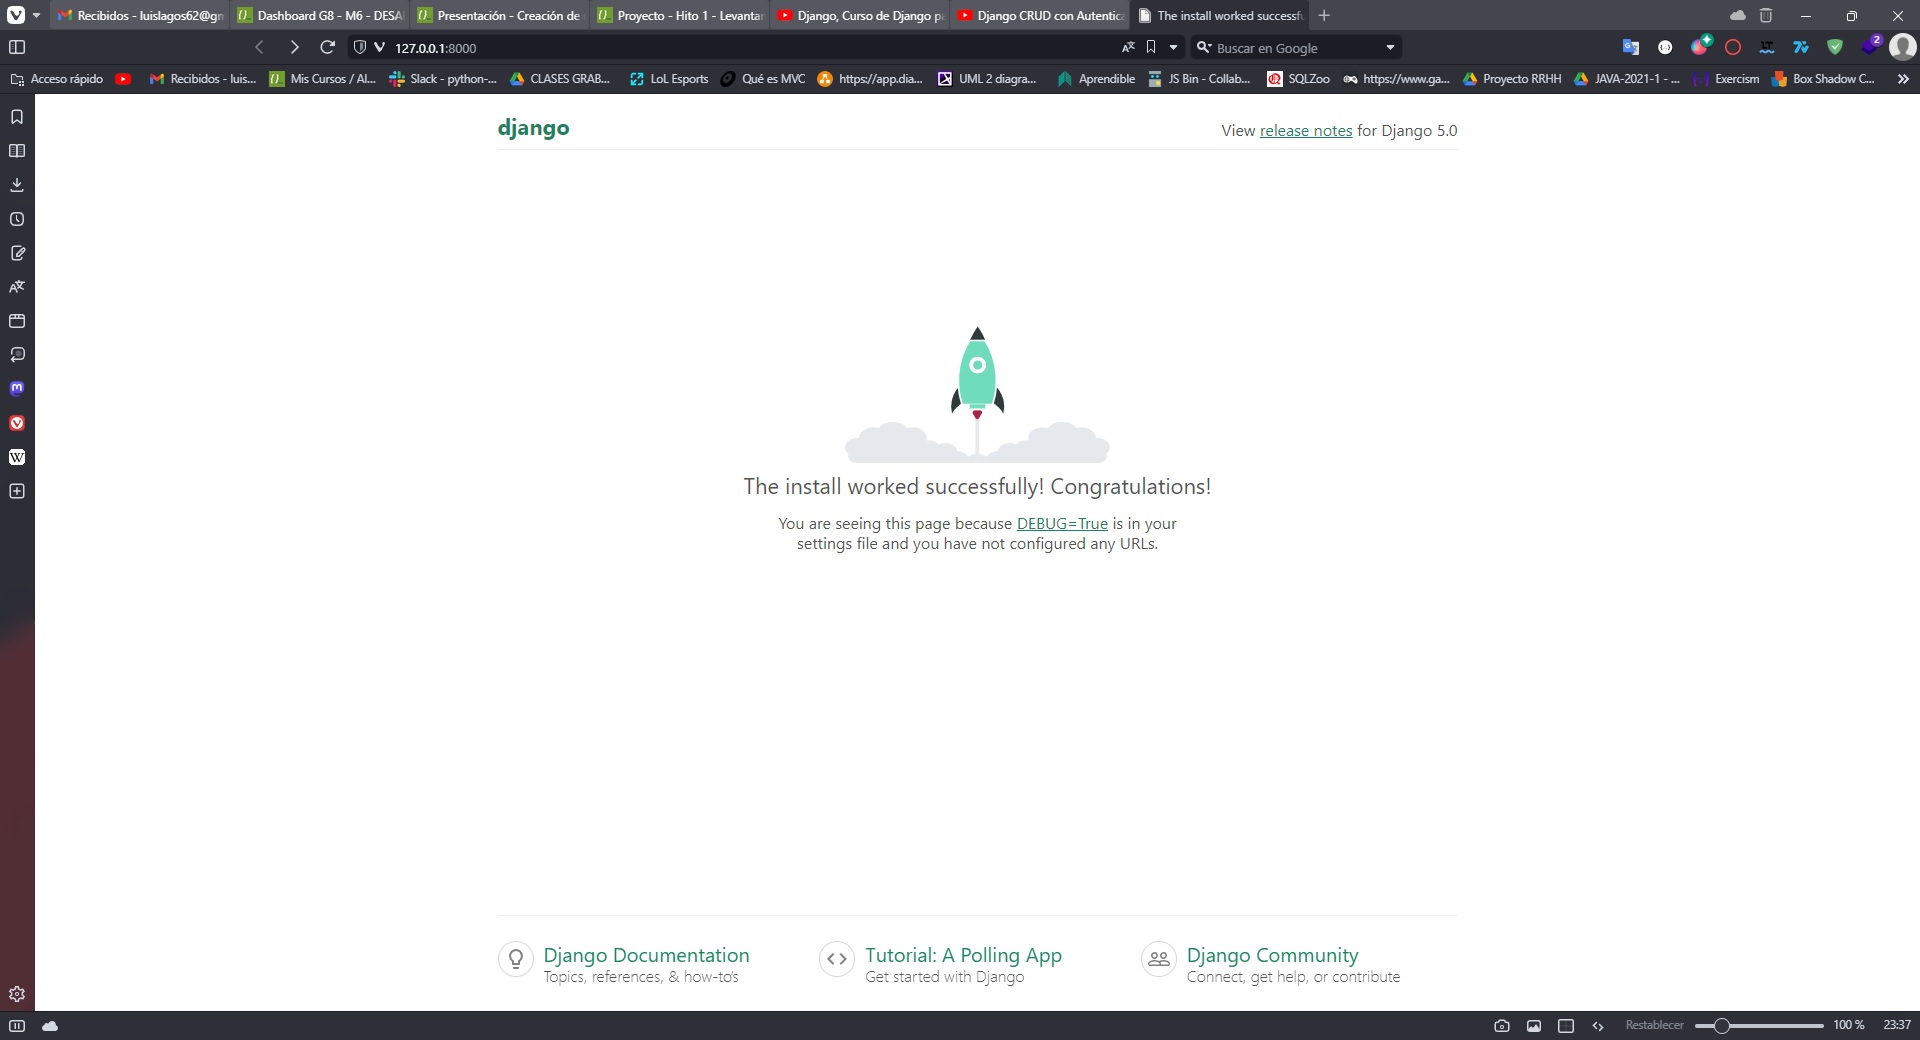 Recibidos - luislagos62@gm
Dashboard G8 - M6 - DESA
Presentación - Creación de
Proyecto - Hito 1 - Levantar
Django, Curso de Django pa
Django CRUD con Autentica
The install worked successfu
127.0.0.1:8000
Buscar en Google
2
Acceso rápido
Recibidos - luis...
Mis Cursos / Al...
Slack - python-...
CLASES GRAB...
LoL Esports
Qué es MVC
https://app.dia...
UML 2 diagra...
Aprendible
JS Bin - Collab...
SQLZoo
https://www.ga...
Proyecto RRHH
JAVA-2021-1 - ...
Exercism
Box Shadow C...
django
View release notes for Django 5.0
The install worked successfully! Congratulations!
You are seeing this page because DEBUG=True is in your
settings file and you have not configured any URLs.
Django Documentation
Topics, references, & how-to's
Tutorial: A Polling App
Get started with Django
Django Community
Connect, get help, or contribute
Restablecer
100 %
23:37